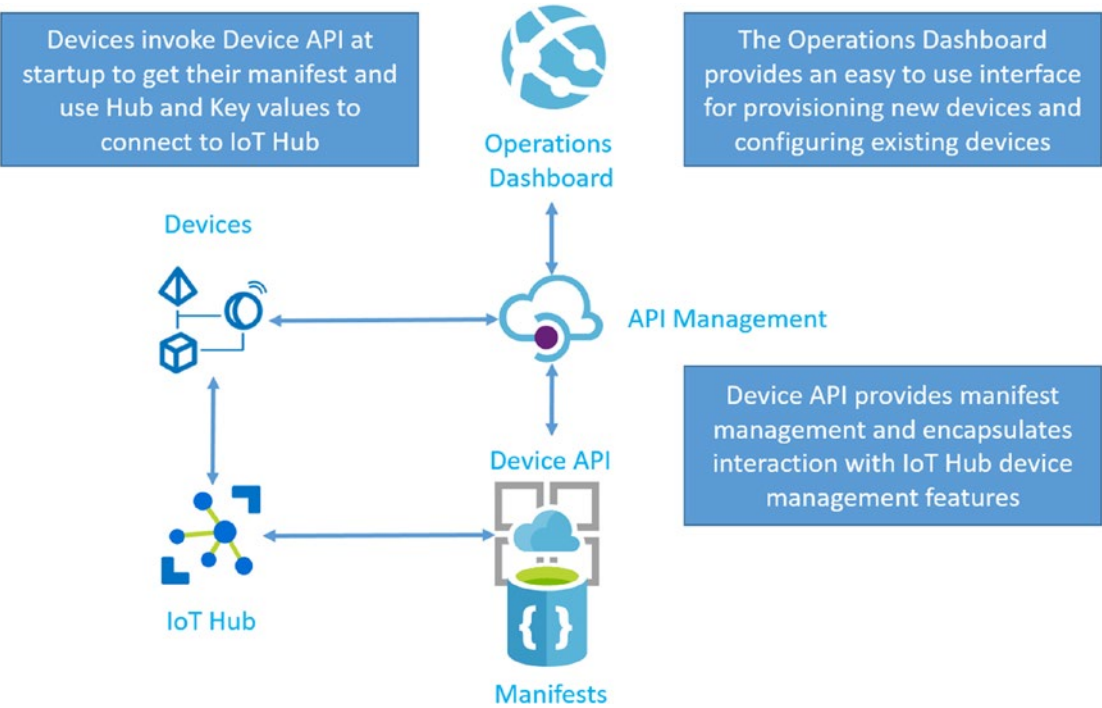 Devices invoke Device API at
startup to get their manifest and
use Hub and Key values to
connect to IoT Hub
Operations
Dashboard
The Operations Dashboard
provides an easy to use interface
for provisioning new devices and
configuring existing devices
Devices
API Management
Device API
Device API provides manifest
management and encapsulates
interaction with IoT Hub device
management features
IoT Hub
{ }
Manifests